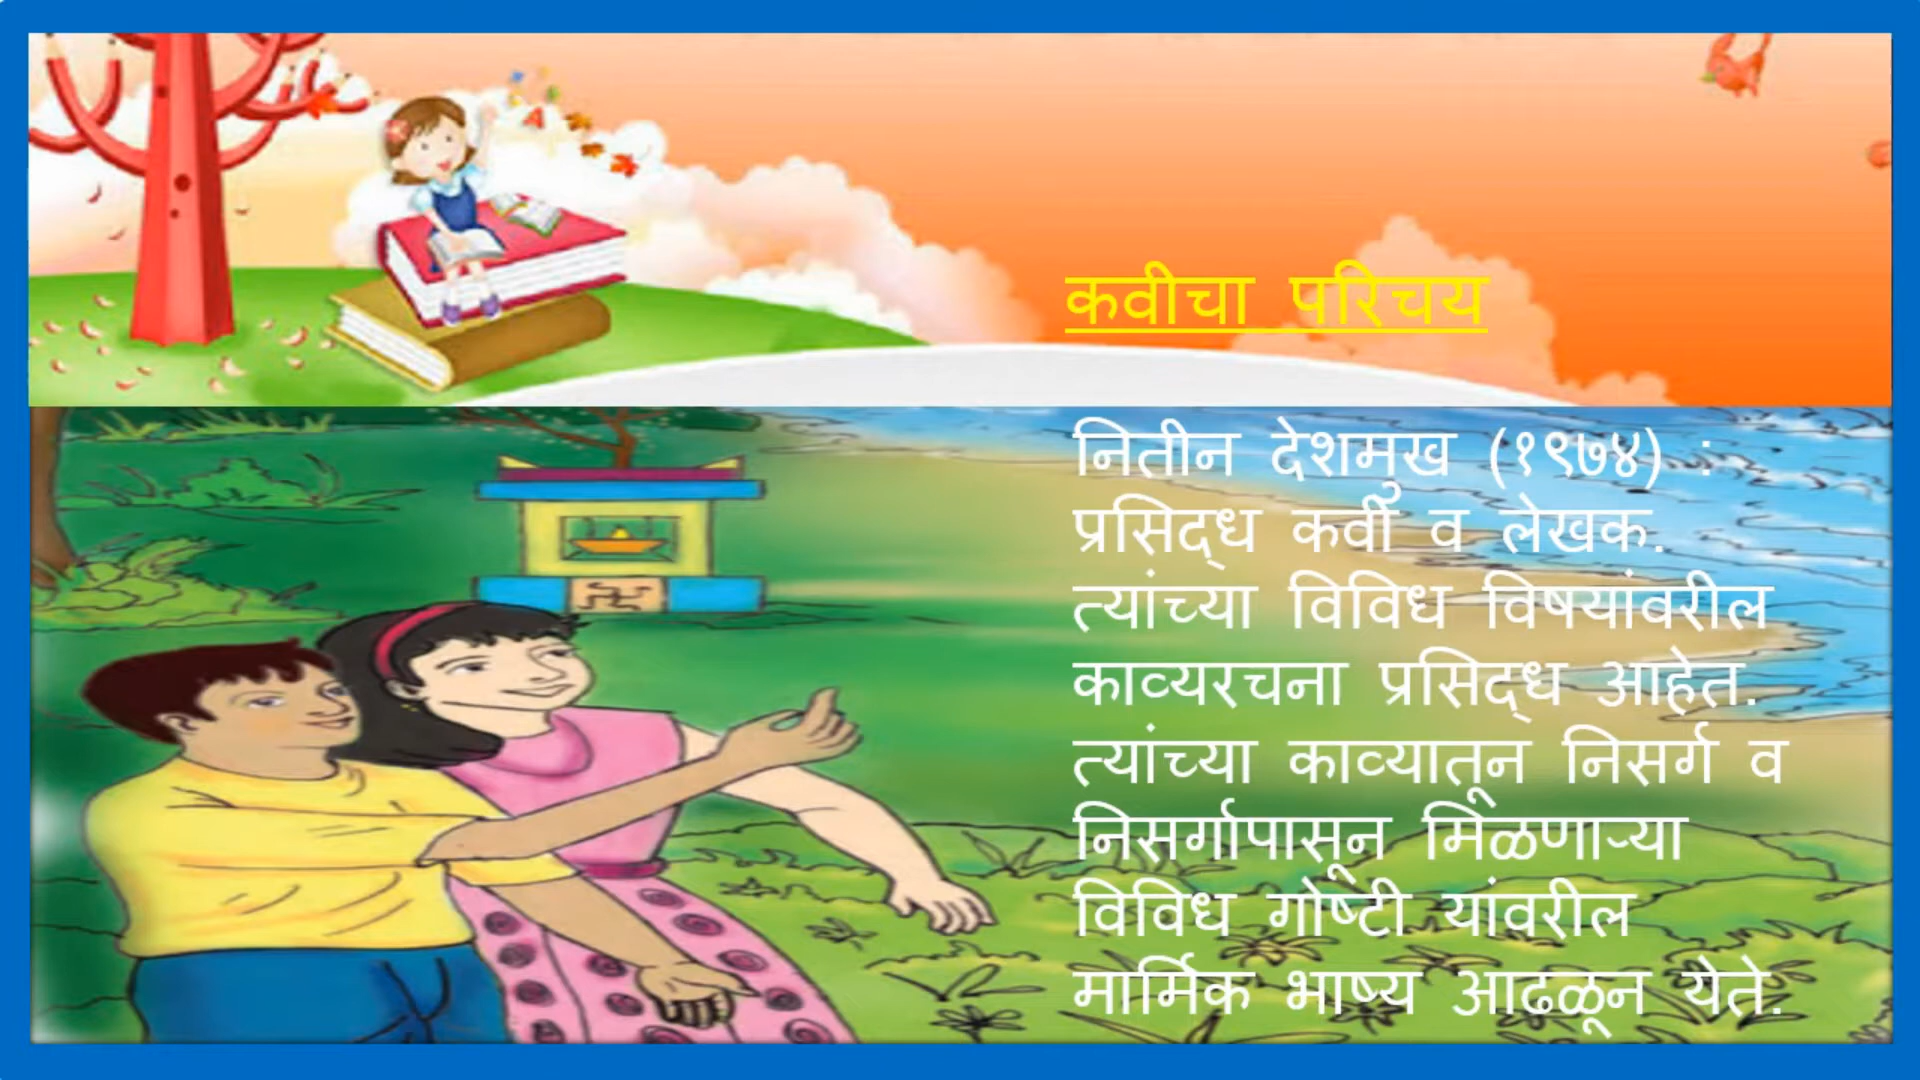 कवीचा परिचय
नितीन देशमुख (१९७४) :
प्रसिद्ध कवी व लेखक.
त्यांच्या विविध विषयांवरील
काव्यरचना प्रसिद्ध आहेत.
त्यांच्या काव्यातून निसर्ग व
निसर्गापासून मिळणाऱ्या
विविध गोष्टी यांवरील
मार्मिक भाष्य आढळून येते.